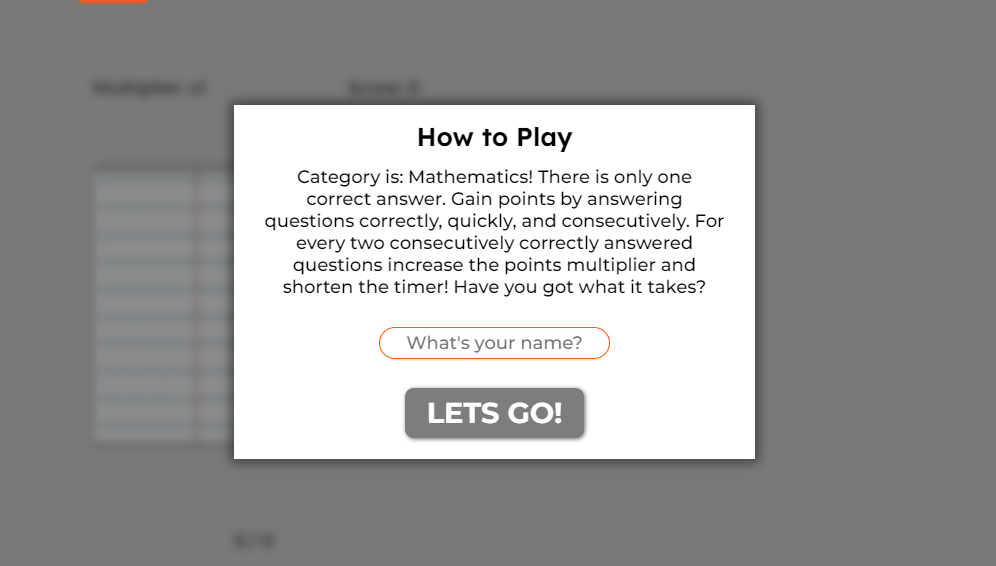 Multiplier x1
Score: 0
How to Play
Category is: Mathematics! There is only one
correct answer. Gain points by answering
questions correctly, quickly, and consecutively. For
every two consecutively correctly answered
questions increase the points multiplier and
shorten the timer! Have you got what it takes?
What's your name?
LETS GO!